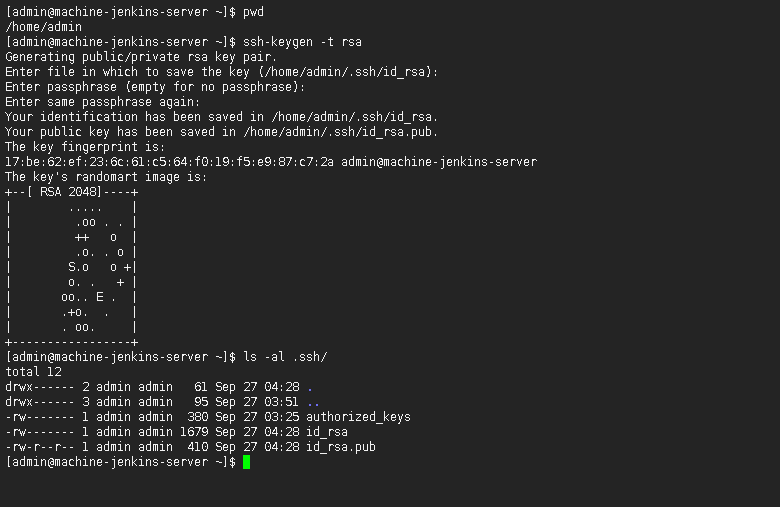 [admin@machine-jenkins-server ~]$ pwd
/home/admin
[admin@machine-jenkins-server ~]$ ssh-keygen -t rsa
Generating public/private rsa key pair.
Enter file in which to save the key (/home/admin/.ssh/id_rsa):
Enter passphrase (empty for no passphrase):
Enter same passphrase again:
Your identification has been saved in /home/admin/.ssh/id_rsa.
Your public key has been saved in /home/admin/.ssh/id_rsa.pub.
The key fingerprint is:
17:be:62:ef:23:6c:61:c5:64:f0:19:f5:e9:87:c7:2a admin@machine-jenkins-server
The key's randomart image is:
+--[ RSA 2048]----+
|        .....    |
|         .oo . . |
|         ++   o  |
|         .o. . o |
|        S.o   o +|
|        o. .   + |
|       oo.. E .  |
|       .+o.  .   |
|       . oo.     |
+-----------------+
[admin@machine-jenkins-server ~]$ ls -al .ssh/
total 12
drwx------ 2 admin admin   61 Sep 27 04:28 .
drwx------ 3 admin admin   95 Sep 27 03:51 ..
-rw------- 1 admin admin  380 Sep 27 03:25 authorized_keys
-rw------- 1 admin admin 1679 Sep 27 04:28 id_rsa
-rw-r--r-- 1 admin admin  410 Sep 27 04:28 id_rsa.pub
[admin@machine-jenkins-server ~]$